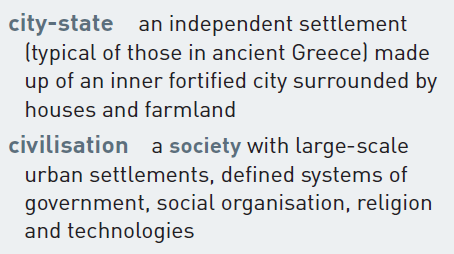 city-state an independent settlement
(typical of those in ancient Greece) made
up of an inner fortified city surrounded by
houses and farmland
civilisation a society with large-scale
urban settlements, defined systems of
government, social organisation, religion
and technologies